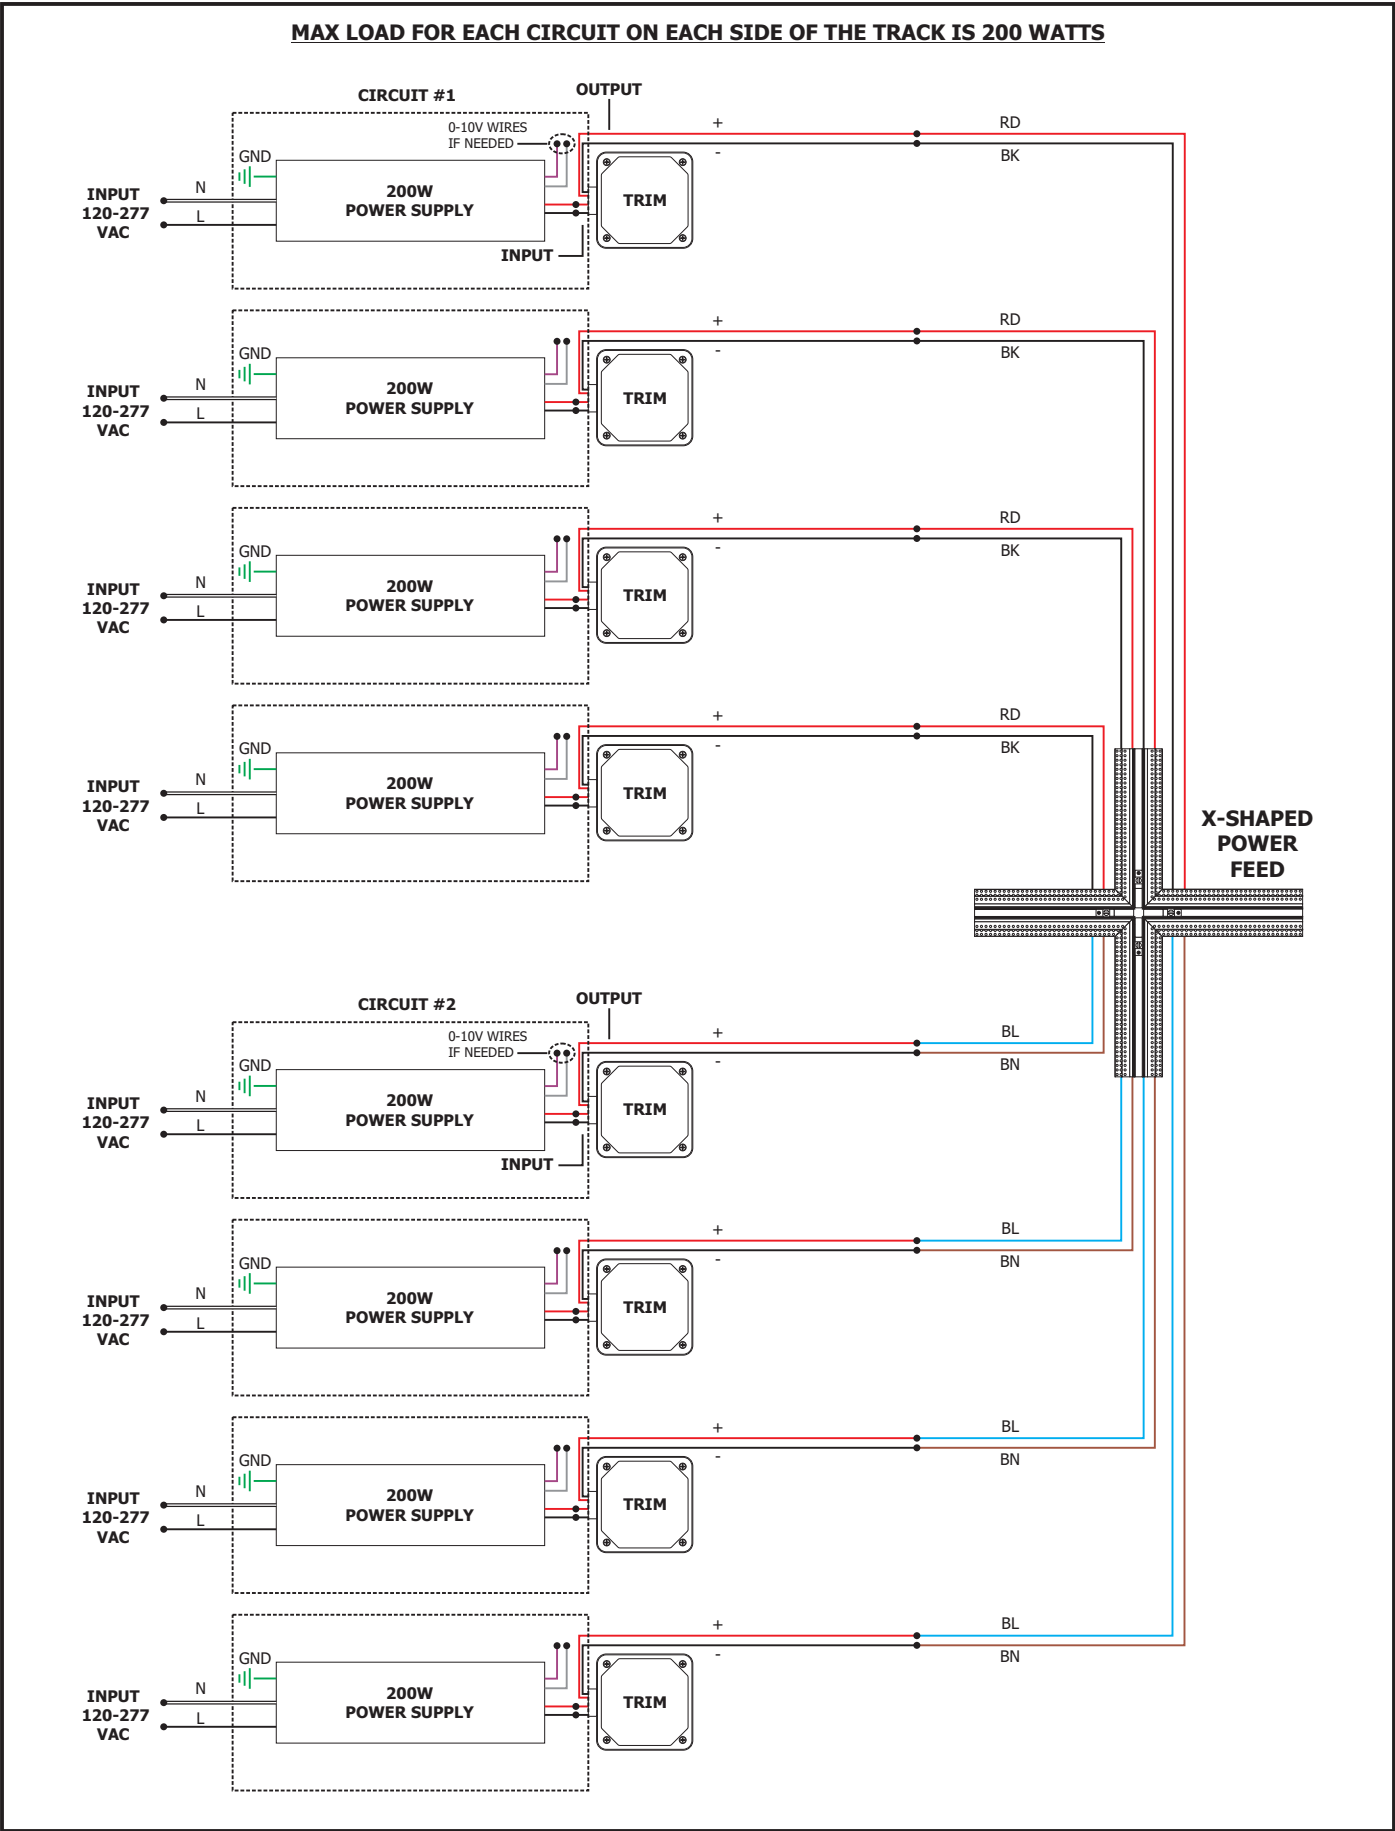 MAX LOAD FOR EACH CIRCUIT ON EACH SIDE OF THE TRACK IS 200 WATTS
CIRCUIT #1
OUTPUT
0-10V WIRES
IF NEEDED
+
RD
-
BK
GND
INPUT
120-277
VAC
N
L
200W
POWER SUPPLY
TRIM
INPUT
+
RD
-
BK
GND
INPUT
120-277
VAC
N
L
200W
POWER SUPPLY
TRIM
+
RD
-
BK
GND
INPUT
120-277
VAC
N
L
200W
POWER SUPPLY
TRIM
+
RD
-
BK
GND
INPUT
120-277
VAC
N
L
200W
POWER SUPPLY
TRIM
X-SHAPED
POWER
FEED
CIRCUIT #2
OUTPUT
0-10V WIRES
IF NEEDED
+
BL
-
BN
GND
INPUT
120-277
VAC
N
L
200W
POWER SUPPLY
TRIM
INPUT
+
BL
-
BN
GND
INPUT
120-277
VAC
N
L
200W
POWER SUPPLY
TRIM
+
BL
-
BN
GND
INPUT
120-277
VAC
N
L
200W
POWER SUPPLY
TRIM
+
BL
-
BN
GND
INPUT
120-277
VAC
N
L
200W
POWER SUPPLY
TRIM